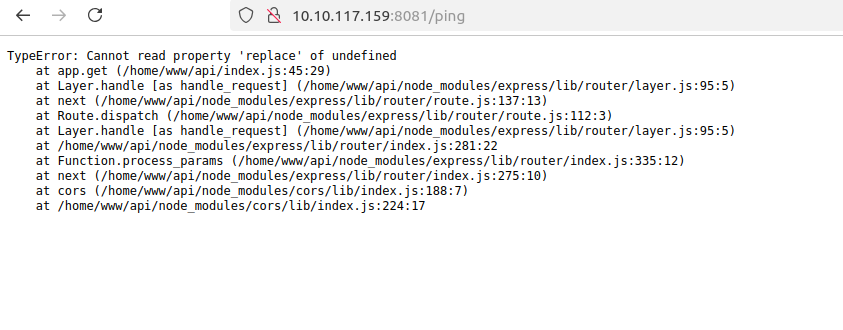 10.10.117.159:8081/ping
TypeError: Cannot read property 'replace' of undefined
at app.get (/home/www/api/index.js:45:29)
at Layer.handle [as handle_request] (/home/www/api/node_modules/express/lib/router/layer.js:95:5)
at next (/home/www/api/node_modules/express/lib/router/route.js:137:13)
at Route.dispatch (/home/www/api/node_modules/express/lib/router/route.js:112:3)
at Layer.handle [as handle_request] (/home/www/api/node_modules/express/lib/router/layer.js:95:5)
at /home/www/api/node_modules/express/lib/router/index.js:281:22
at Function.process_params (/home/www/api/node_modules/express/lib/router/index.js:335:12)
at next (/home/www/api/node_modules/express/lib/router/index.js:275:10)
at cors (/home/www/api/node_modules/cors/lib/index.js:188:7)
at /home/www/api/node_modules/cors/lib/index.js:224:17